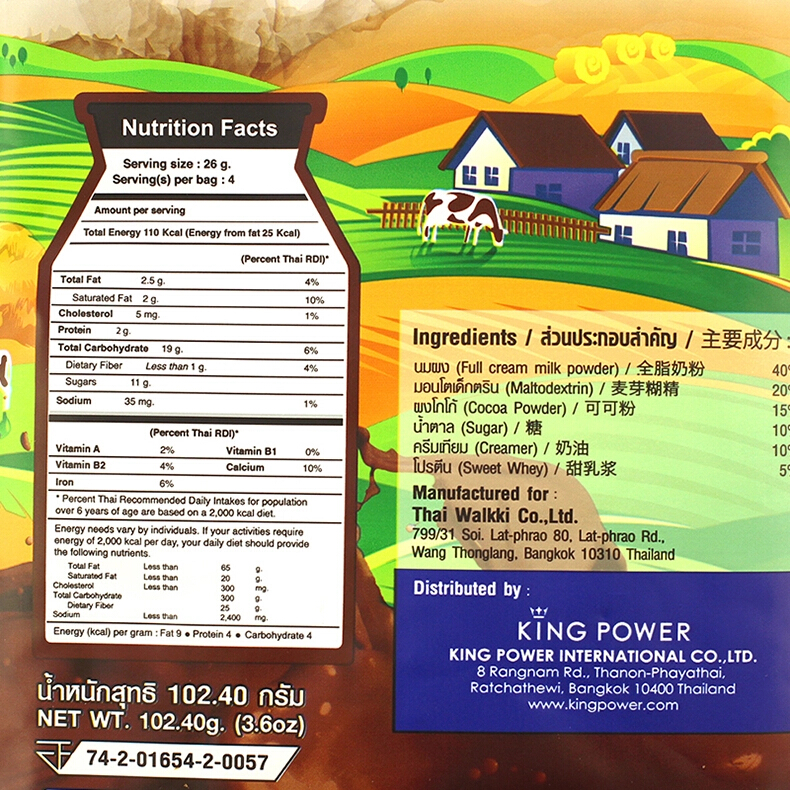 Nutrition Facts
Serving size : 26 g.
Serving(s) per bag : 4
Amount per serving
Total Energy 110 Kcal (Energy from fat 25 Kcal)
(Percent Thai RDI)*
Total Fat 2.5 g. 4%
Saturated Fat 2 g. 10%
Cholesterol 5 mg. 1%
Protein 2 g.
Total Carbohydrate 19 g. 6%
Dietary Fiber Less than 1 g. 4%
Sugars 11 g.
Sodium 35 mg. 1%
(Percent Thai RDI)*
Vitamin A 2% Vitamin B1 0%
Vitamin B2 4% Calcium 10%
Iron 6%
* Percent Thai Recommended Daily Intakes for population
over 6 years of age are based on a 2,000 kcal diet.
Energy needs vary by individuals. If your activities require
energy of 2,000 kcal per day, your daily diet should provide
the following nutrients.
Total Fat Less than 65 g.
Saturated Fat Less than 20 g.
Cholesterol Less than 300 mg.
Total Carbohydrate 300 g.
Dietary Fiber 25 g.
Sodium Less than 2,400 mg.
Energy (kcal) per gram : Fat 9 ● Protein 4 ● Carbohydrate 4
น้ำหนักสุทธิ 102.40 กรัม
NET WT. 102.40g. (3.6oz)
74-2-01654-2-0057
Ingredients / ส่วนประกอบสำคัญ / 主要成分 :
นมผง (Full cream milk powder) / 全脂奶粉 40%
มอนโตเด็กตริน (Maltodextrin) / 麦芽糊精 20%
ผงโกโก้ (Cocoa Powder) / 可可粉 15%
น้ำตาล (Sugar) / 糖 10%
ครีมเทียม (Creamer) / 奶油 10%
โปรตีน (Sweet Whey) / 甜乳浆 5%
Manufactured for :
Thai Walkki Co.,Ltd.
799/31 Soi. Lat-phrao 80, Lat-phrao Rd.,
Wang Thonglang, Bangkok 10310 Thailand
Distributed by :
KING POWER
KING POWER INTERNATIONAL CO.,LTD.
8 Rangnam Rd., Thanon-Phayathai,
Ratchathewi, Bangkok 10400 Thailand
www.kingpower.com